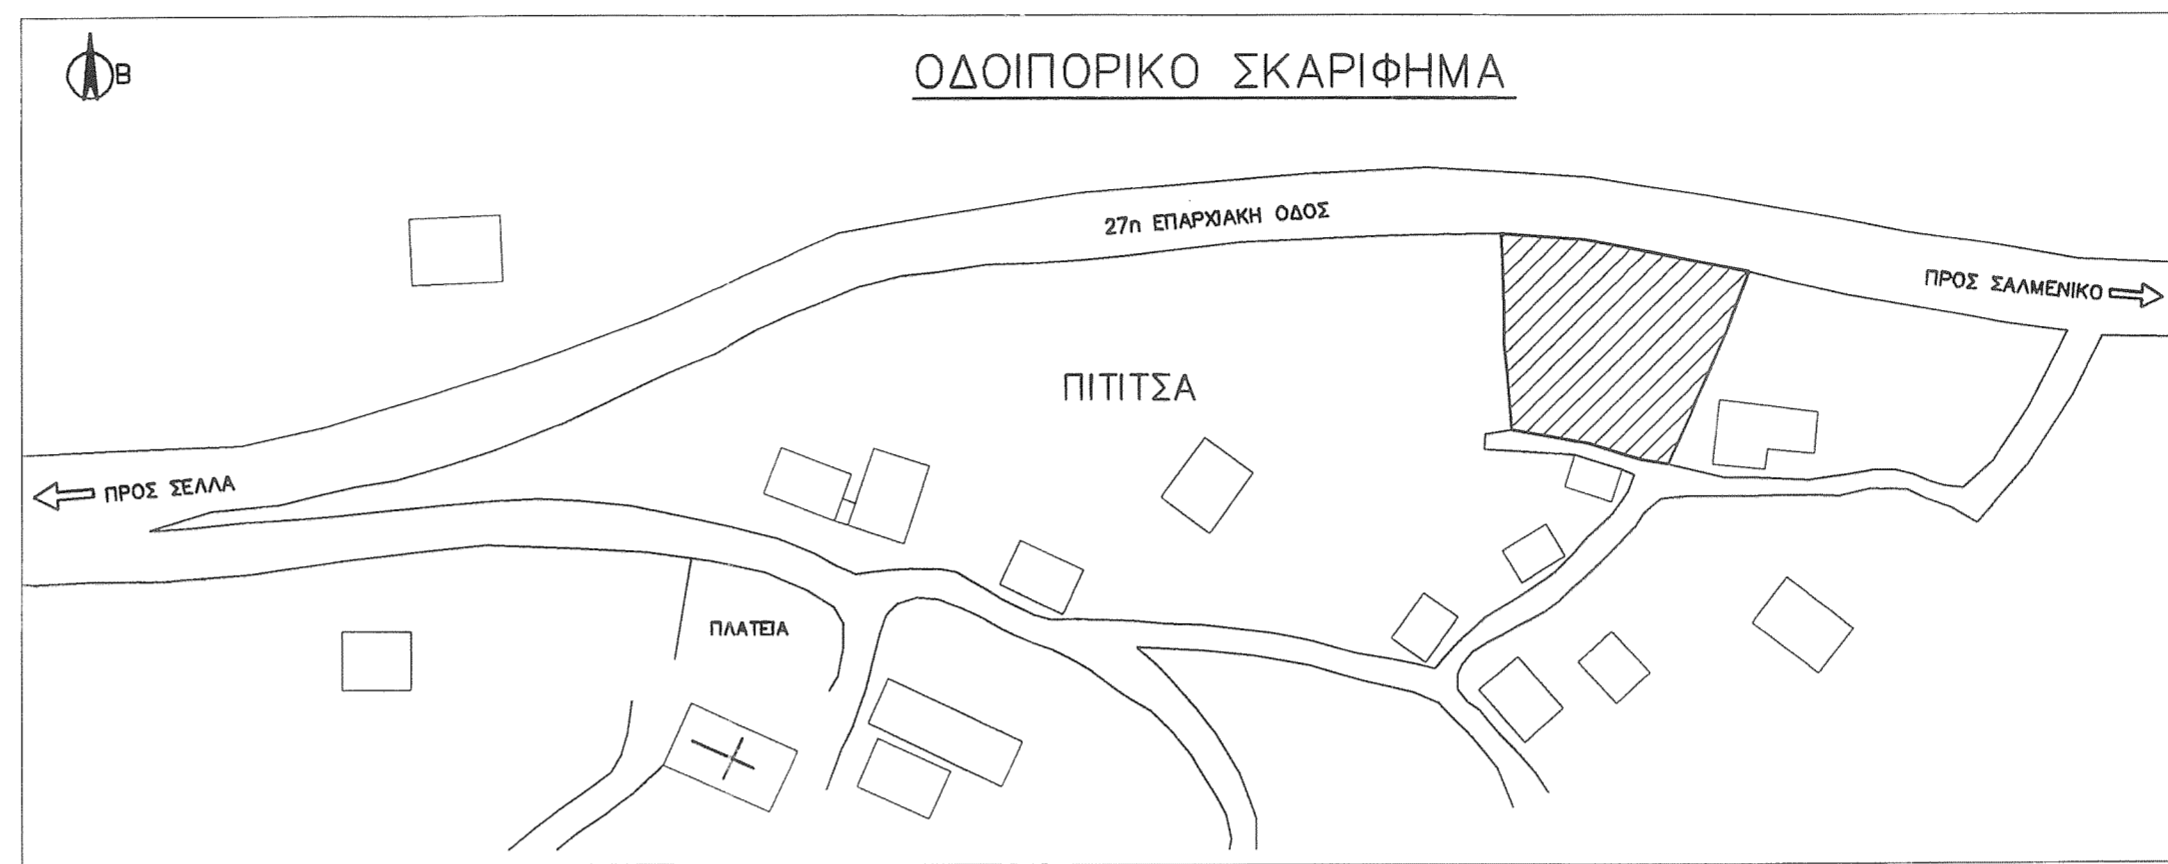 Β
ΟΔΟΙΠΟΡΙΚΟ ΣΚΑΡΙΦΗΜΑ
27η ΕΠΑΡΧΙΑΚΗ ΟΔΟΣ
ΠΡΟΣ ΣΑΛΜΕΝΙΚΟ
ΠΙΤΙΤΣΑ
ΠΡΟΣ ΣΕΛΛΑ
ΠΛΑΤΕΙΑ